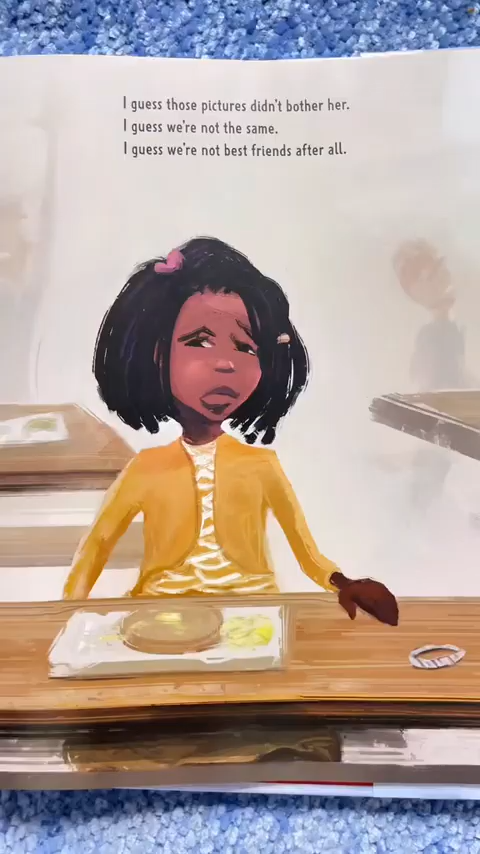 I guess those pictures didn't bother her.
I guess we're not the same.
I guess we're not best friends after all.